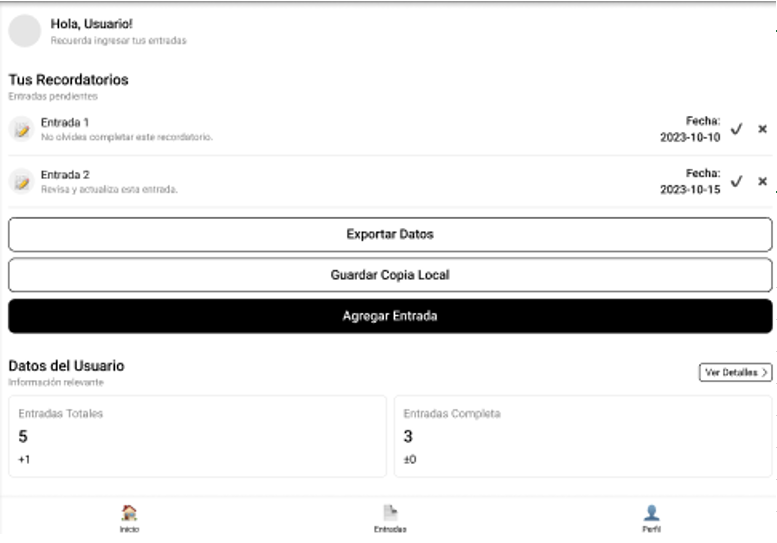 Hola, Usuario!
Recuerda ingresar tus entradas
Tus Recordatorios
Entradas pendientes
Entrada 1
No olvides completar este recordatorio.
Fecha:
2023-10-10
Entrada 2
Revisa y actualiza esta entrada.
Fecha:
2023-10-15
Exportar Datos
Guardar Copia Local
Agregar Entrada
Datos del Usuario
Información relevante
Ver Detalles
Entradas Totales
5
+1
Entradas Completa
3
±0
Inicio
Entradas
Perfil